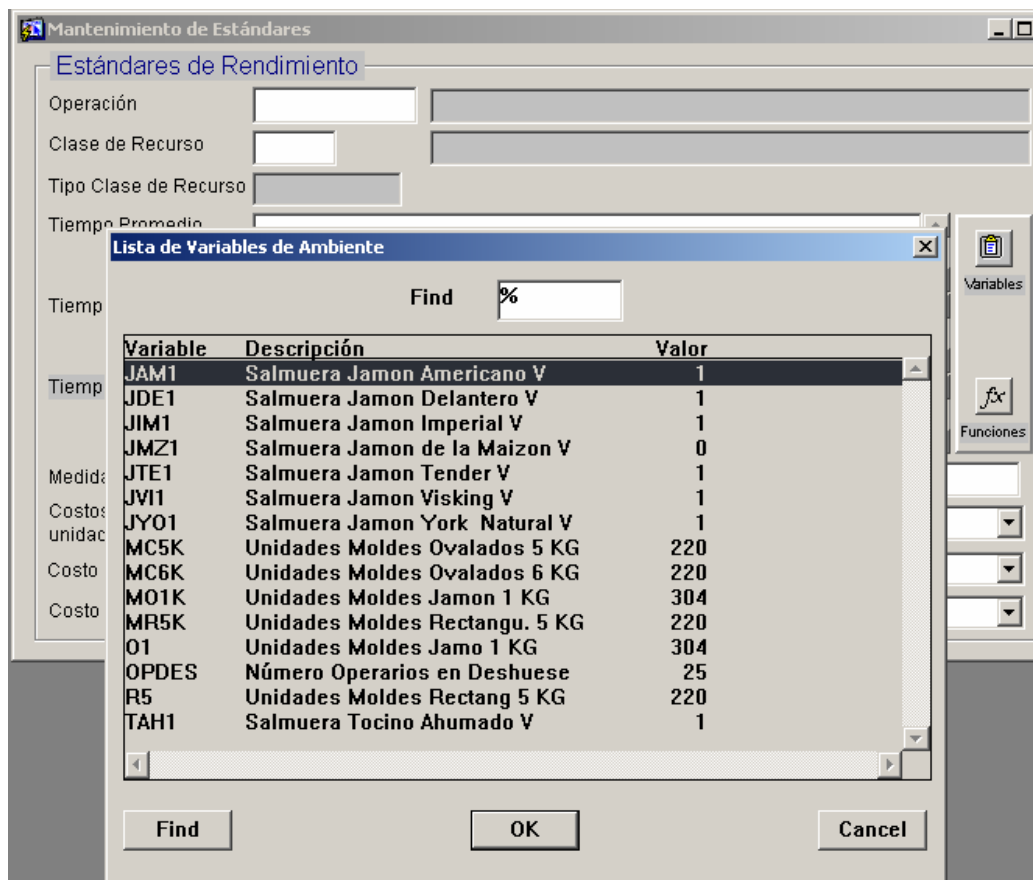 Mantenimiento de Estándares
Estándares de Rendimiento
Operación
Clase de Recurso
Tipo Clase de Recurso
Tiempo Promedio
Lista de Variables de Ambiente
Find %
Variables
Variable Descripción Valor
JAM1 Salmuera Jamon Americano V 1
JDE1 Salmuera Jamon Delantero V 1
JIM1 Salmuera Jamon Imperial V 1
JMZ1 Salmuera Jamon de la Maizon V 0
JTE1 Salmuera Jamon Tender V 1
JVI1 Salmuera Jamon Visking V 1
JYO1 Salmuera Jamon York Natural V 1
MC5K Unidades Moldes Ovalados 5 KG 220
MC6K Unidades Moldes Ovalados 6 KG 220
MO1K Unidades Moldes Jamon 1 KG 304
MR5K Unidades Moldes Rectangu. 5 KG 220
O1 Unidades Moldes Jamo 1 KG 304
OPDES Número Operarios en Deshuese 25
R5 Unidades Moldes Rectang 5 KG 220
TAH1 Salmuera Tocino Ahumado V 1
Tiemp
Tiemp
fx
Funciones
Medida
Costos
unidad
Costo
Costo
Find OK Cancel